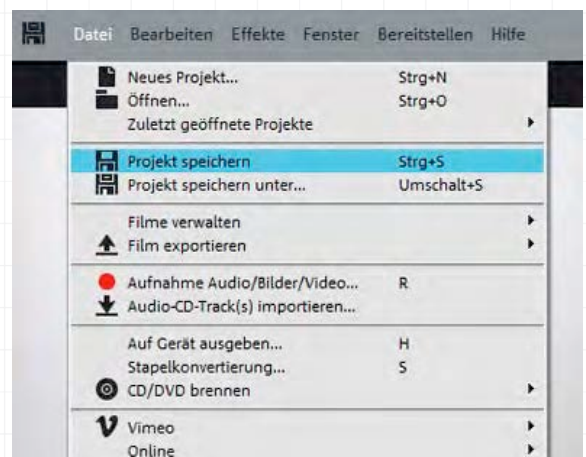 Datei Bearbeiten Effekte Fenster Bereitstellen Hilfe
Neues Projekt... Strg+N
Öffnen... Strg+O
Zuletzt geöffnete Projekte
Projekt speichern Strg+S
Projekt speichern unter... Umschalt+S
Filme verwalten
Film exportieren
Aufnahme Audio/Bilder/Video... R
Audio-CD-Track(s) importieren...
Auf Gerät ausgeben... H
Stapelkonvertierung... S
CD/DVD brennen
Vimeo
Online